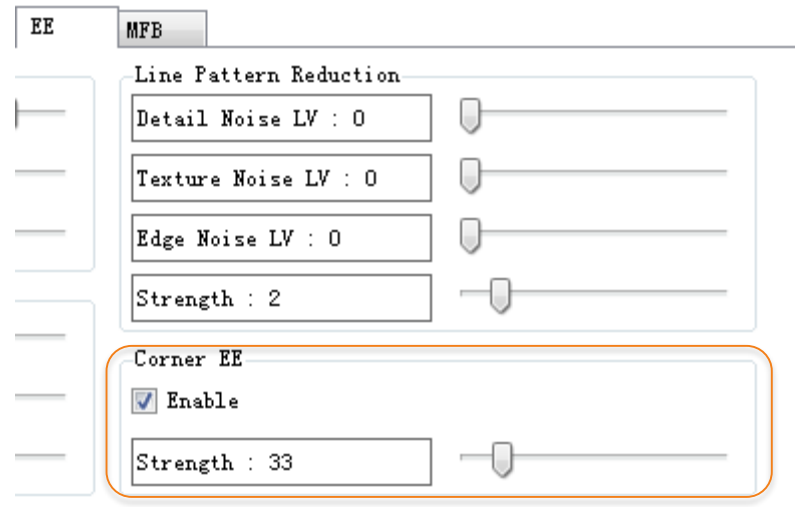 EE MFB
Line Pattern Reduction
Detail Noise LV : 0
Texture Noise LV : 0
Edge Noise LV : 0
Strength : 2
Corner EE
Enable
Strength : 33